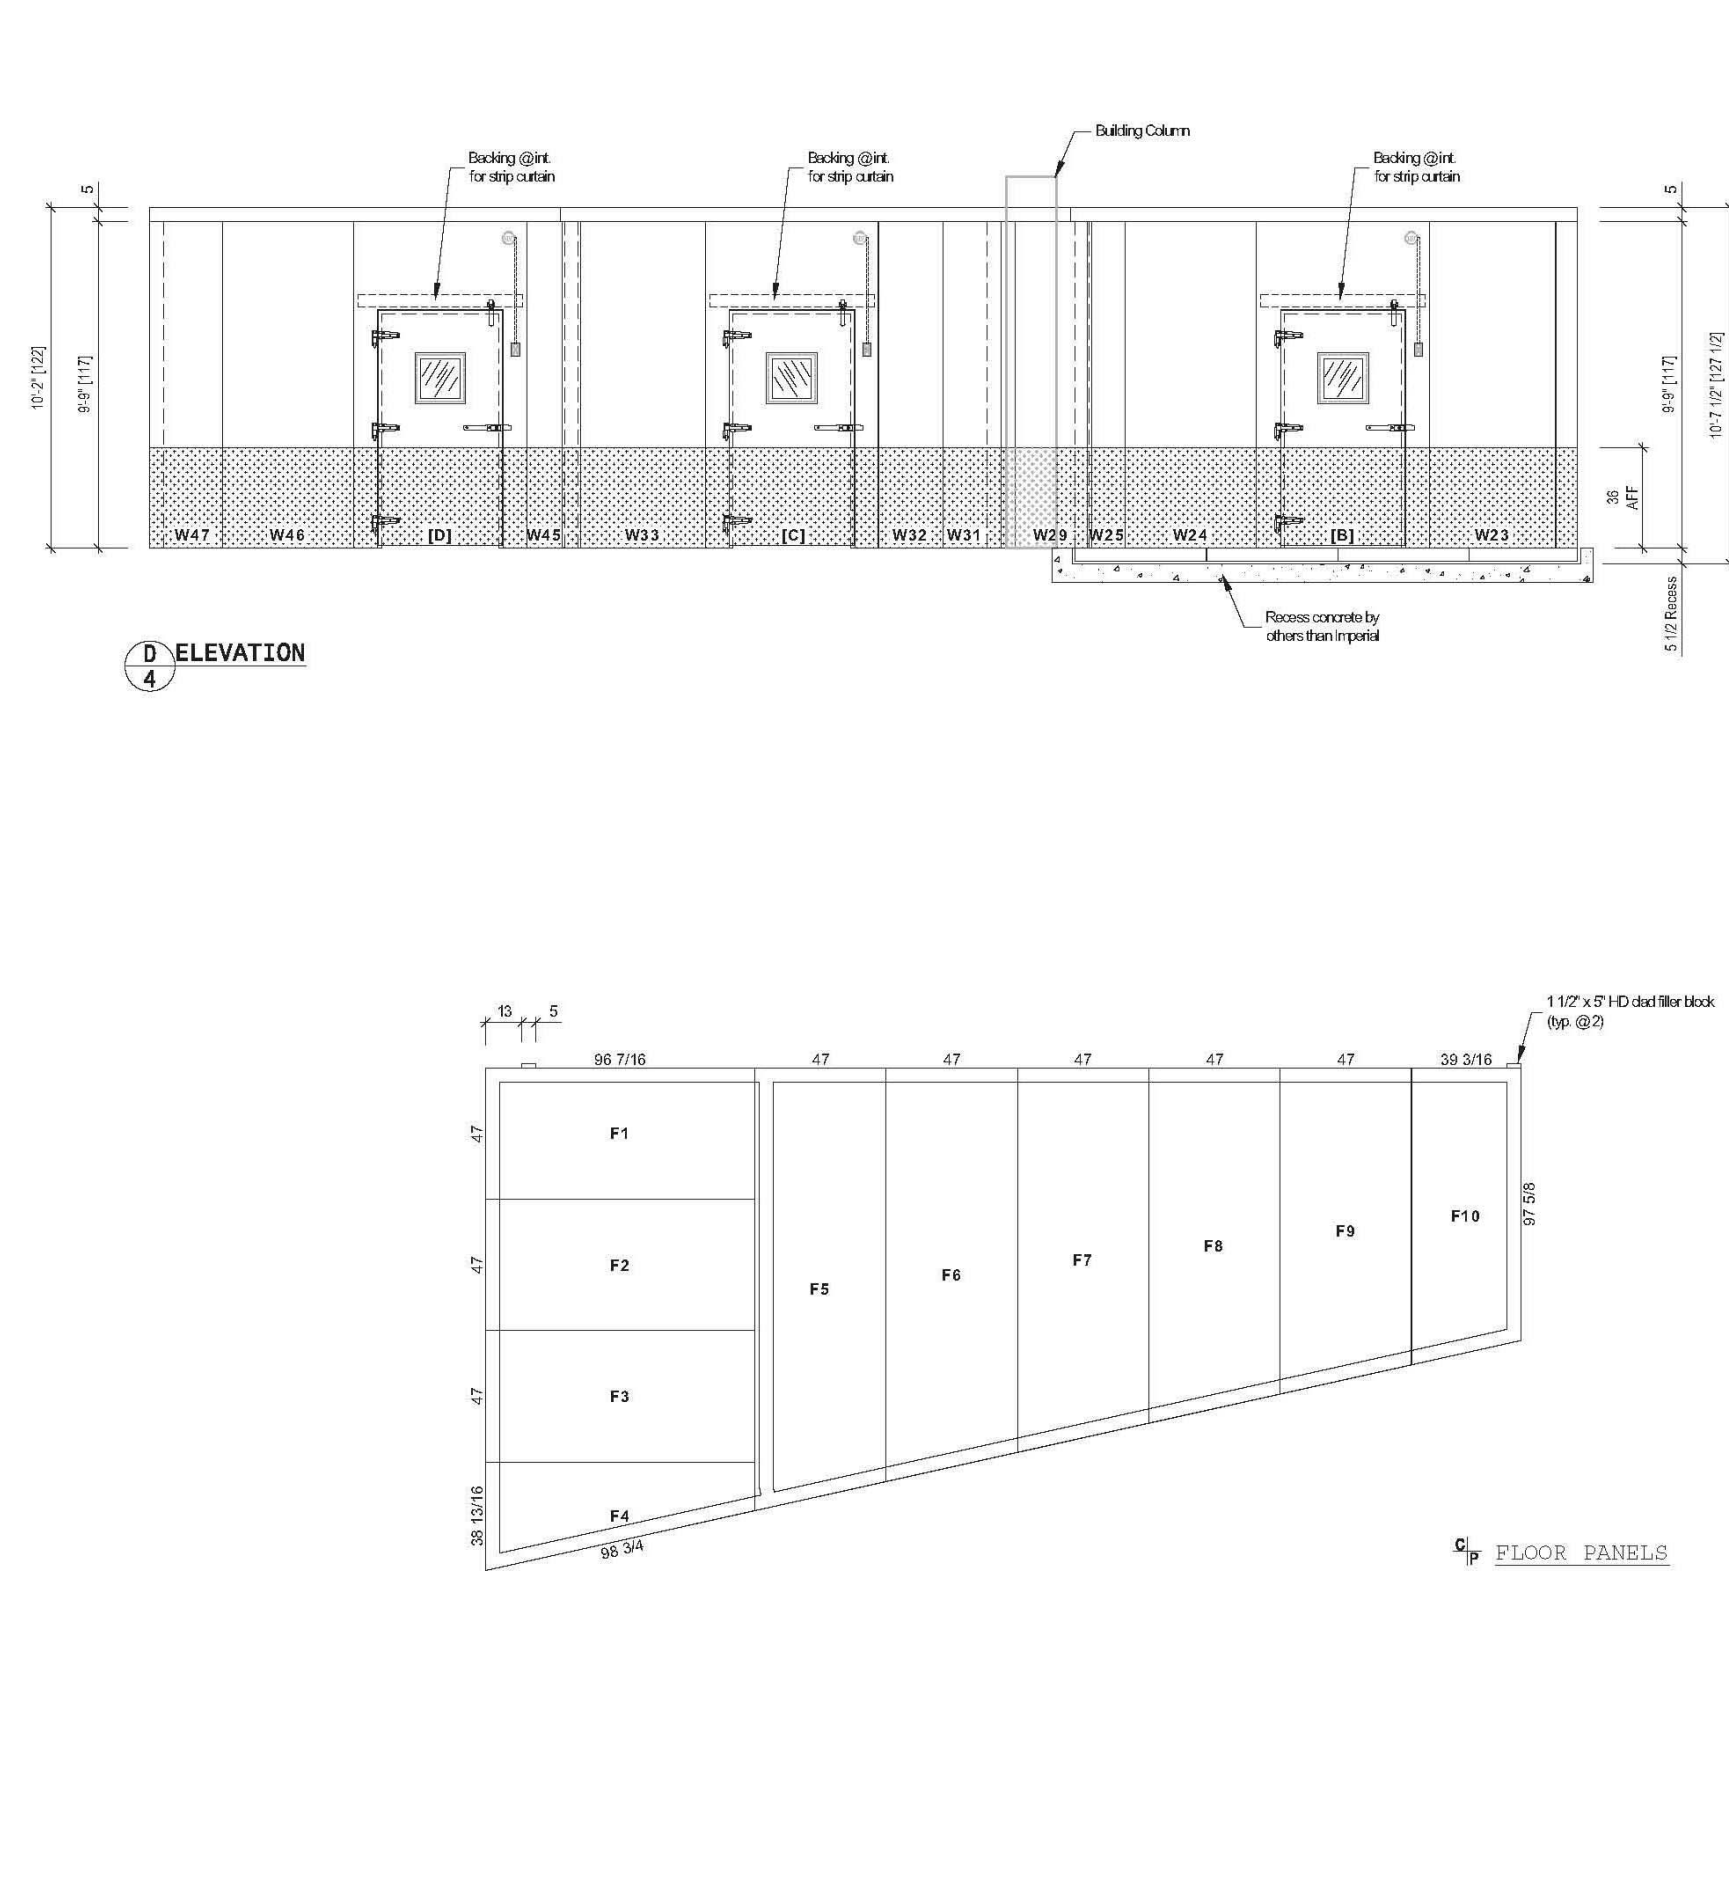 Building Column
Backing @ int.
for strip curtain
Backing @ int.
for strip curtain
Backing @ int.
for strip curtain
5
5
10'-2" [122]
9'-9" [117]
9'-9" [117]
10'-7 1/2" [127 1/2]
36
AFF
W47
W46
[D]
W45
W33
[C]
W32
W31
W29
W25
W24
[B]
W23
5 1/2 Recess
Recess concrete by
others than Imperial
D
4
ELEVATION
13
5
1 1/2" x 5" HD clad filler block
(typ. @ 2)
96 7/16
47
47
47
47
47
39 3/16
47
F1
97 5/8
47
F2
F5
F6
F7
F8
F9
F10
47
F3
38 13/16
F4
98 3/4
C
P
FLOOR PANELS